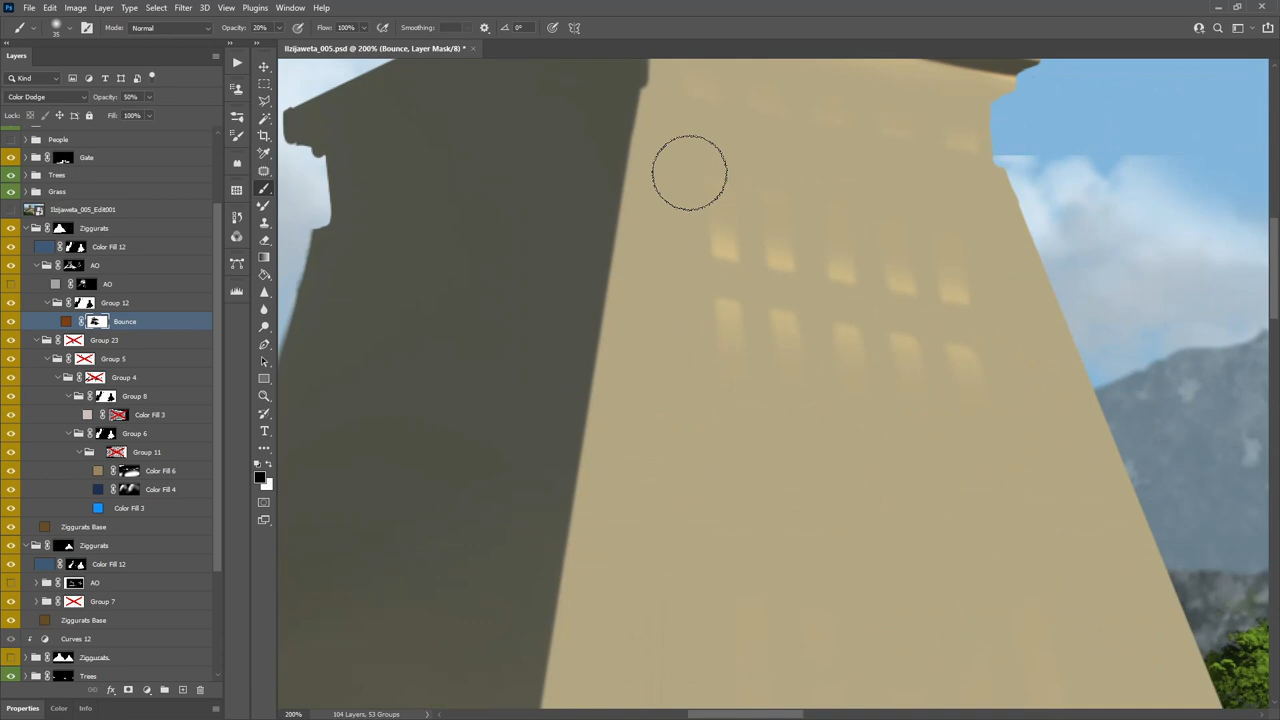 File Edit Image Layer Type Select Filter 3D View Plugins Window Help
35 Mode: Normal Opacity: 20% Flow: 100% Smoothing: 0°
Layers
Ilzijaweta_005.psd @ 200% (Bounce, Layer Mask/8) *
Kind
Color Dodge Opacity: 50%
Lock: Fill: 100%
People
Gate
Trees
Grass
Ilzijaweta_005_Edit001
Ziggurats
Color Fill 12
AO
AO
Group 12
Bounce
Group 23
Group 5
Group 4
Group 8
Color Fill 3
Group 6
Group 11
Color Fill 6
Color Fill 4
Color Fill 3
Ziggurats Base
Ziggurats
Color Fill 12
AO
Group 7
Ziggurats Base
Curves 12
Ziggurats.
Trees
Properties Color Info
200% 104 Layers, 53 Groups